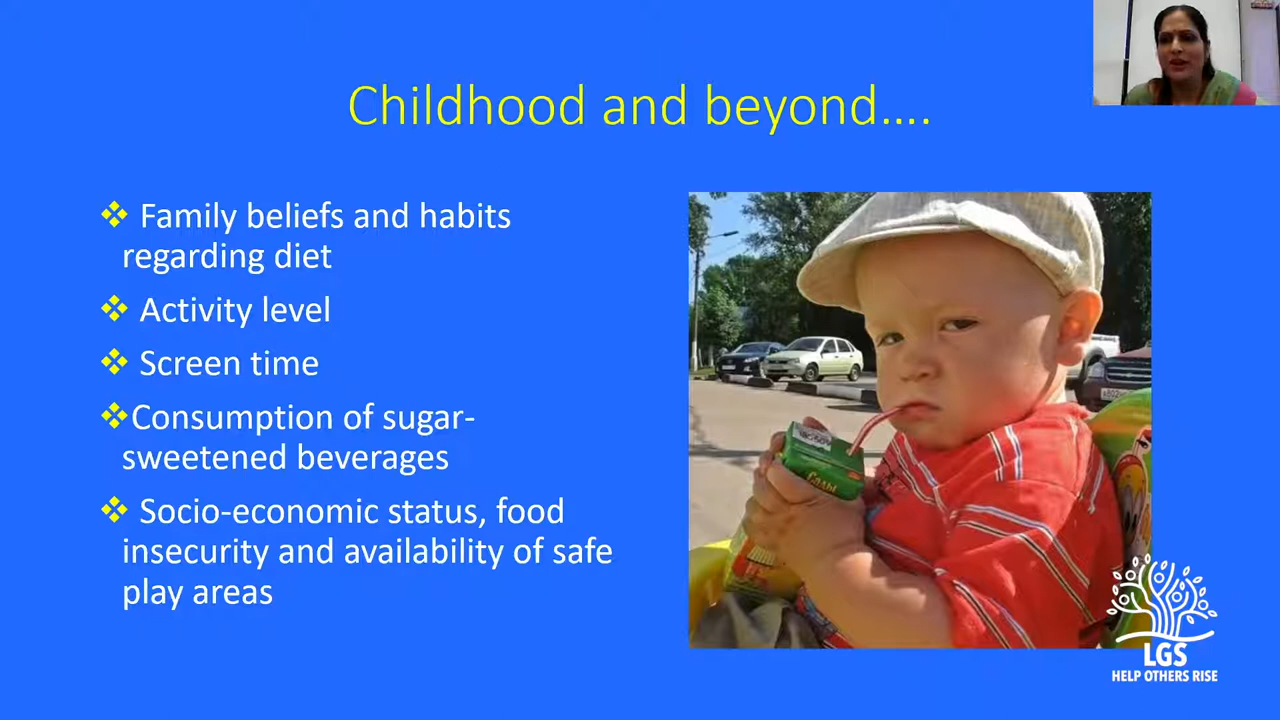 Childhood and beyond….
❖ Family beliefs and habits
regarding diet
❖ Activity level
❖ Screen time
❖Consumption of sugar-
sweetened beverages
❖ Socio-economic status, food
insecurity and availability of safe
play areas
Сады
LGS
HELP OTHERS RISE